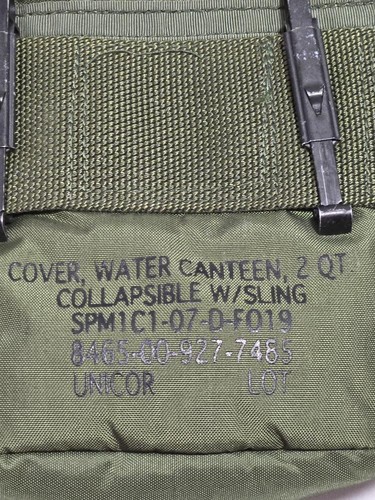 COVER, WATER CANTEEN, 2 QT.
COLLAPSIBLE W/SLING
SPM1C1-07-D-F019
8465-00-927-7485
UNICOR LOT